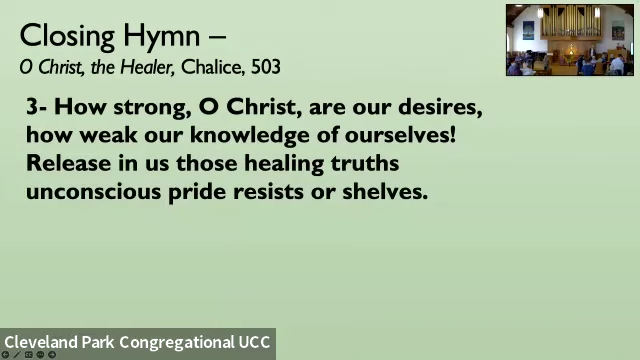 Closing Hymn –
O Christ, the Healer, Chalice, 503
3- How strong, O Christ, are our desires,
how weak our knowledge of ourselves!
Release in us those healing truths
unconscious pride resists or shelves.
Cleveland Park Congregational UCC